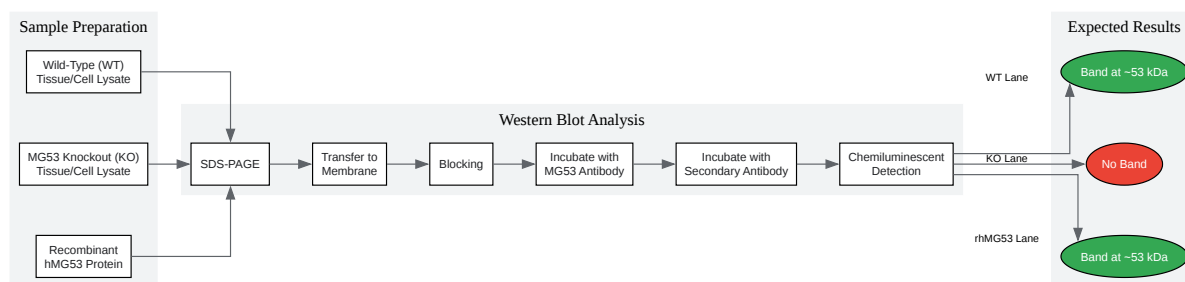 Sample Preparation
Expected Results
Wild-Type (WT)
Tissue/Cell Lysate
WT Lane
Band at ~53 kDa
Western Blot Analysis
MG53 Knockout (KO)
Tissue/Cell Lysate
SDS-PAGE
Transfer to
Membrane
Blocking
Incubate with
MG53 Antibody
Incubate with
Secondary Antibody
Chemiluminescent
Detection
KO Lane
No Band
Recombinant
hMG53 Protein
rhMG53 Lane
Band at ~53 kDa